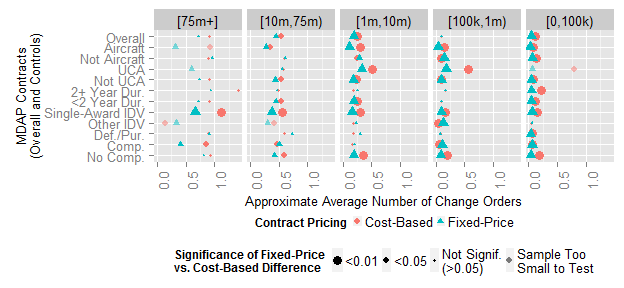 [75m+] [10m,75m) [1m,10m) [100k,1m) [0,100k)
MDAP Contracts
(Overall and Controls)
Overall
Aircraft
Not Aircraft
UCA
Not UCA
2+ Year Dur.
<2 Year Dur.
Single-Award IDV
Other IDV
Def./Pur.
Comp.
No Comp.
0.0 0.5 1.0 0.0 0.5 1.0 0.0 0.5 1.0 0.0 0.5 1.0 0.0 0.5 1.0
Approximate Average Number of Change Orders
Contract Pricing Cost-Based Fixed-Price
Significance of Fixed-Price
vs. Cost-Based Difference
<0.01 <0.05
Not Signif.
(>0.05)
Sample Too
Small to Test